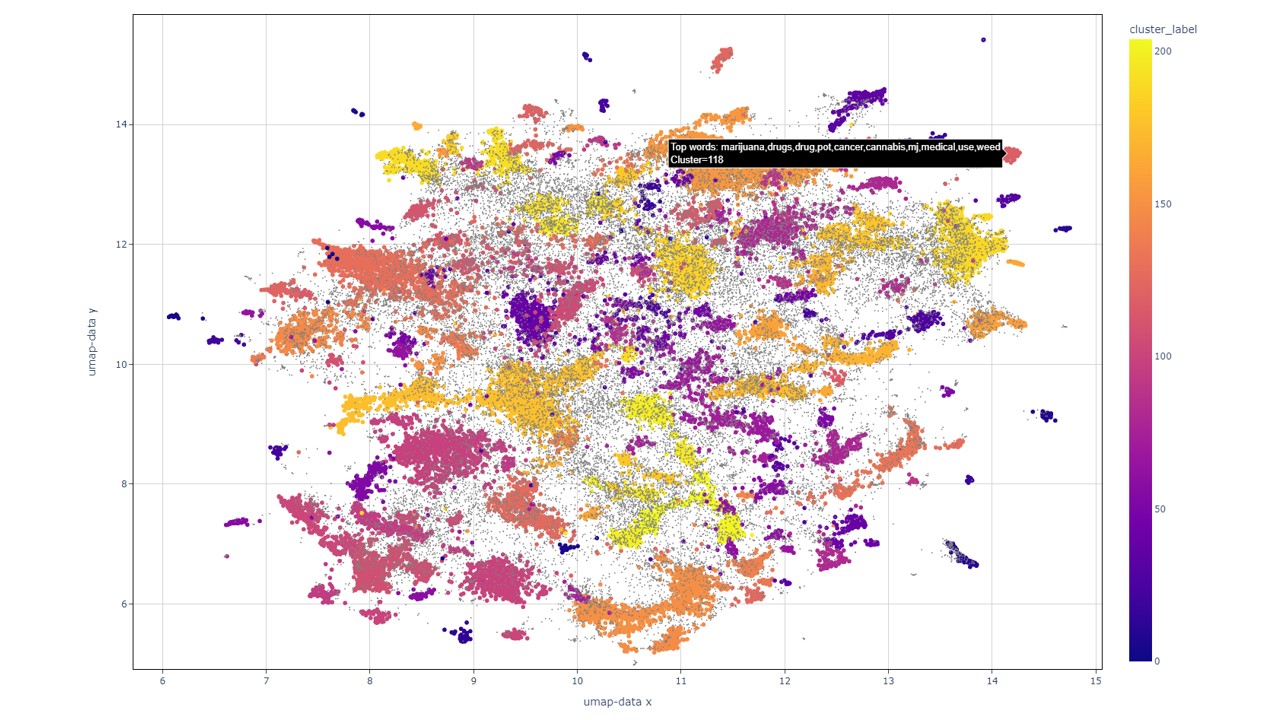 cluster_label
200
150
100
50
0
14
12
10
8
6
umap-data y
Top words: marijuana,drugs,drug,pot,cancer,cannabis,mj,medical,use,weed
Cluster=118
6 7 8 9 10 11 12 13 14 15
umap-data x